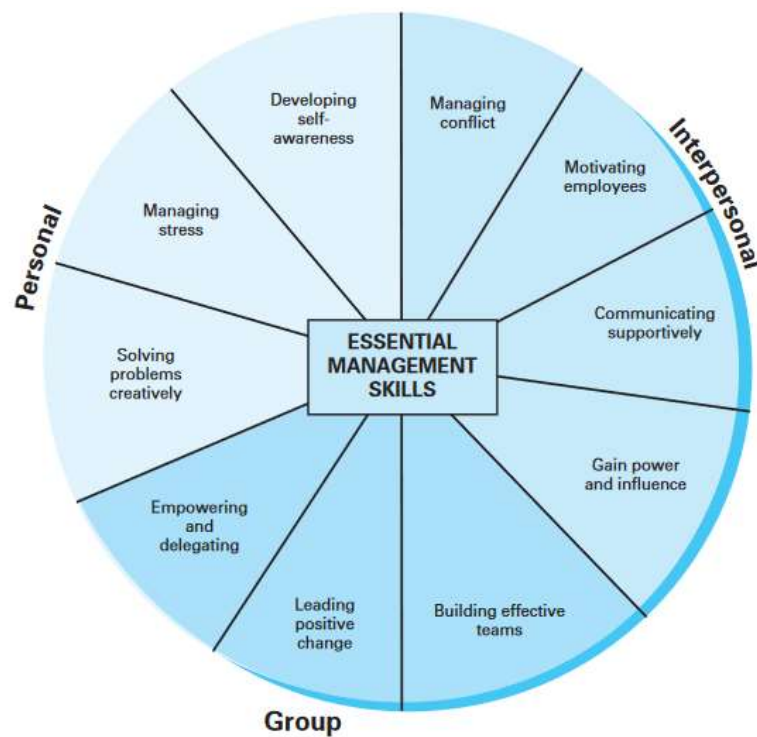 Developing
self-
awareness
Managing
conflict
Motivating
employees
Interpersonal
Managing
stress
Personal
Communicating
supportively
ESSENTIAL
MANAGEMENT
SKILLS
Solving
problems
creatively
Gain power
and influence
Empowering
and
delegating
Leading
positive
change
Building effective
teams
Group